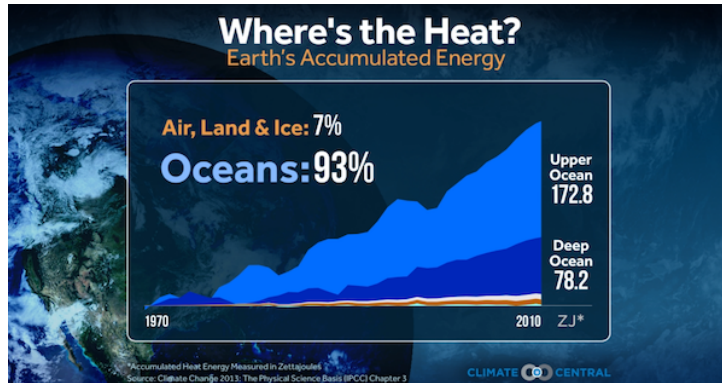 Where's the Heat?
Earth's Accumulated Energy
Air, Land & Ice: 7%
Oceans: 93%
Upper
Ocean
172.8
Deep
Ocean
78.2
1970
2010
ZJ*
*Accumulated Heat Energy Measured in Zettajoules
Source: Climate Change 2013: The Physical Science Basis (IPCC) Chapter 3
CLIMATE CENTRAL